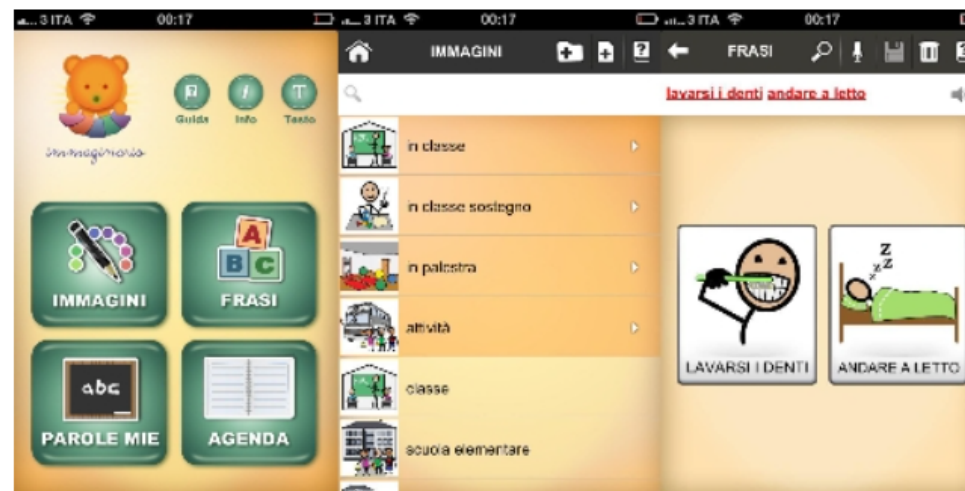 3 ITA 00:17
immaginario
Guida Info Testo
IMMAGINI
FRASI
abc
PAROLE MIE
AGENDA
3 ITA 00:17
IMMAGINI
in classe
in classe sostegno
in palestra
attività
classe
scuola elementare
3 ITA 00:17
FRASI
lavarsi i denti andare a letto
z z Z
LAVARSI I DENTI
ANDARE A LETTO